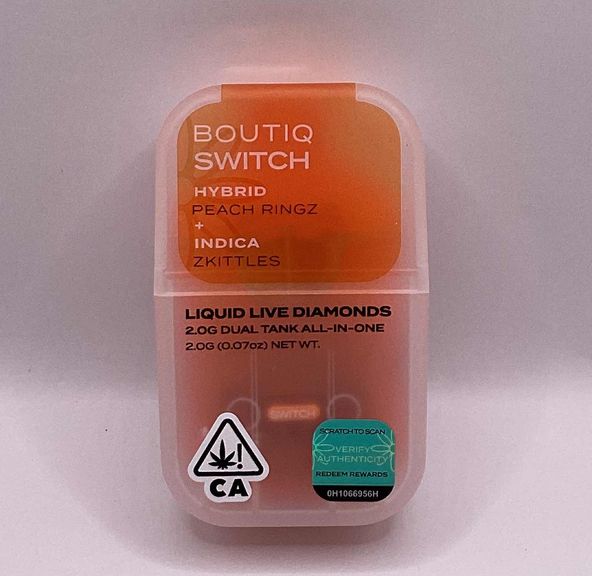 BOUTIQ
SWITCH
HYBRID
PEACH RINGZ
+
INDICA
ZKITTLES
LIQUID LIVE DIAMONDS
2.0G DUAL TANK ALL-IN-ONE
2.0G (0.07oz) NET WT.
SWITCH
!
CA
SCRATCH TO SCAN
VERIFY
AUTHENTICITY
REDEEM REWARDS
0H1066956H